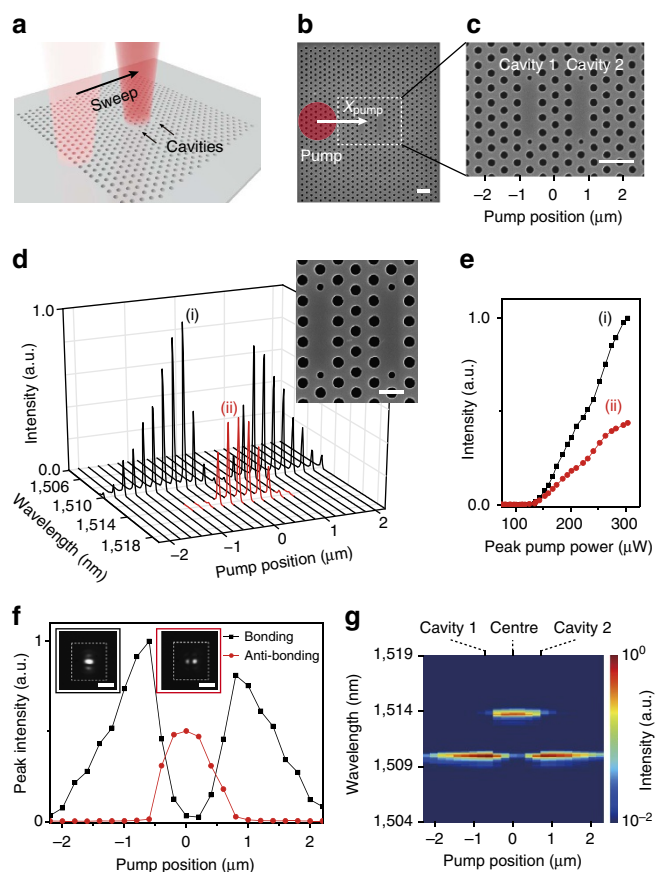 a
Sweep
Cavities
b
X pump
Pump
c
Cavity 1 Cavity 2
−2 −1 0 1 2
Pump position (μm)
d
1.0
(i)
(ii)
Intensity (a.u.)
0.0
1,506
1,510
1,514
1,518
Wavelength (nm)
−2 −1 0 1 2
Pump position (μm)
e
(i)
(ii)
1.0
0.5
0.0
Intensity (a.u.)
100 200 300
Peak pump power (μW)
f
Bonding
Anti-bonding
1
0
Peak intensity (a.u.)
−2 −1 0 1 2
Pump position (μm)
g
Cavity 1 Centre Cavity 2
1,519
1,514
1,509
1,504
Wavelength (nm)
−2 −1 0 1 2
Pump position (μm)
10⁰
10⁻²
Intensity (a.u.)